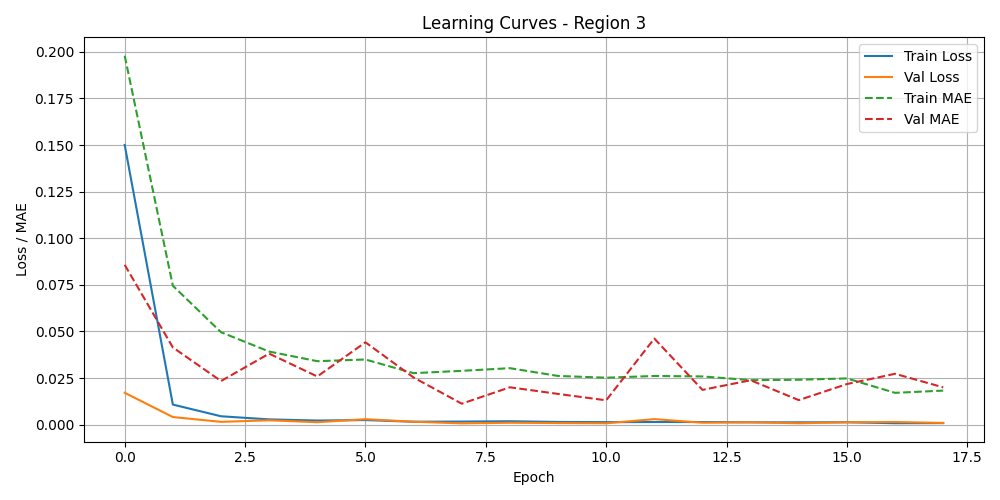 Learning Curves - Region 3
Loss / MAE
0.200
0.175
0.150
0.125
0.100
0.075
0.050
0.025
0.000
Train Loss
Val Loss
Train MAE
Val MAE
0.0 2.5 5.0 7.5 10.0 12.5 15.0 17.5
Epoch